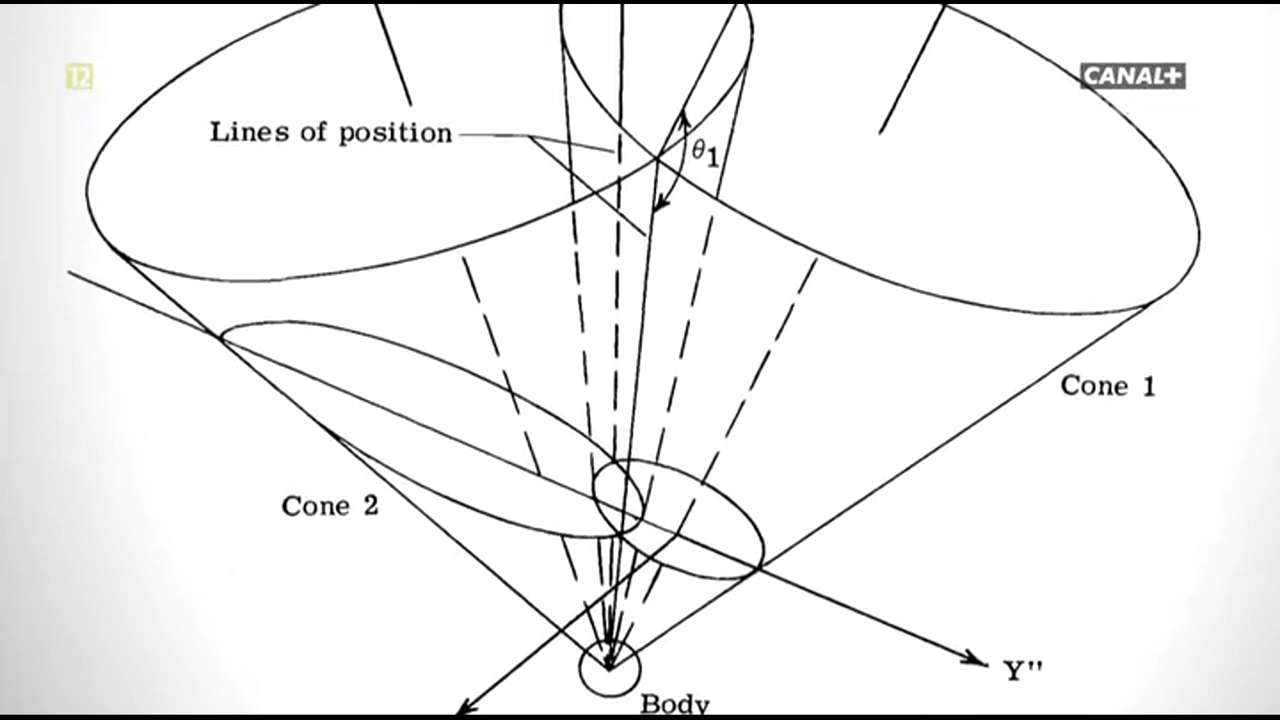 12
CANAL+
Lines of position
θ1
Cone 1
Cone 2
Y"
Body